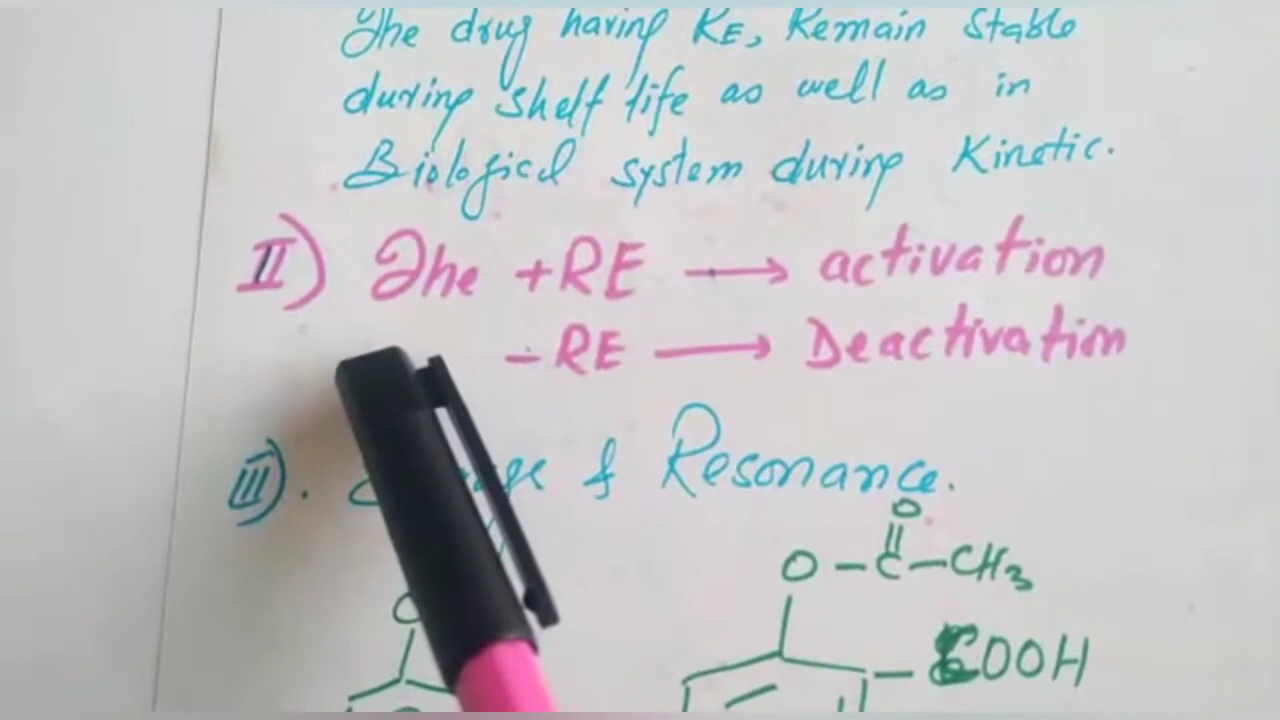 The drug having RE, Remain stable
during shelf life as well as in
Biological system during Kinetic.
II) The +RE → activation
-RE → Deactivation
III). & Resonance.
O
O-C-CH3
COOH